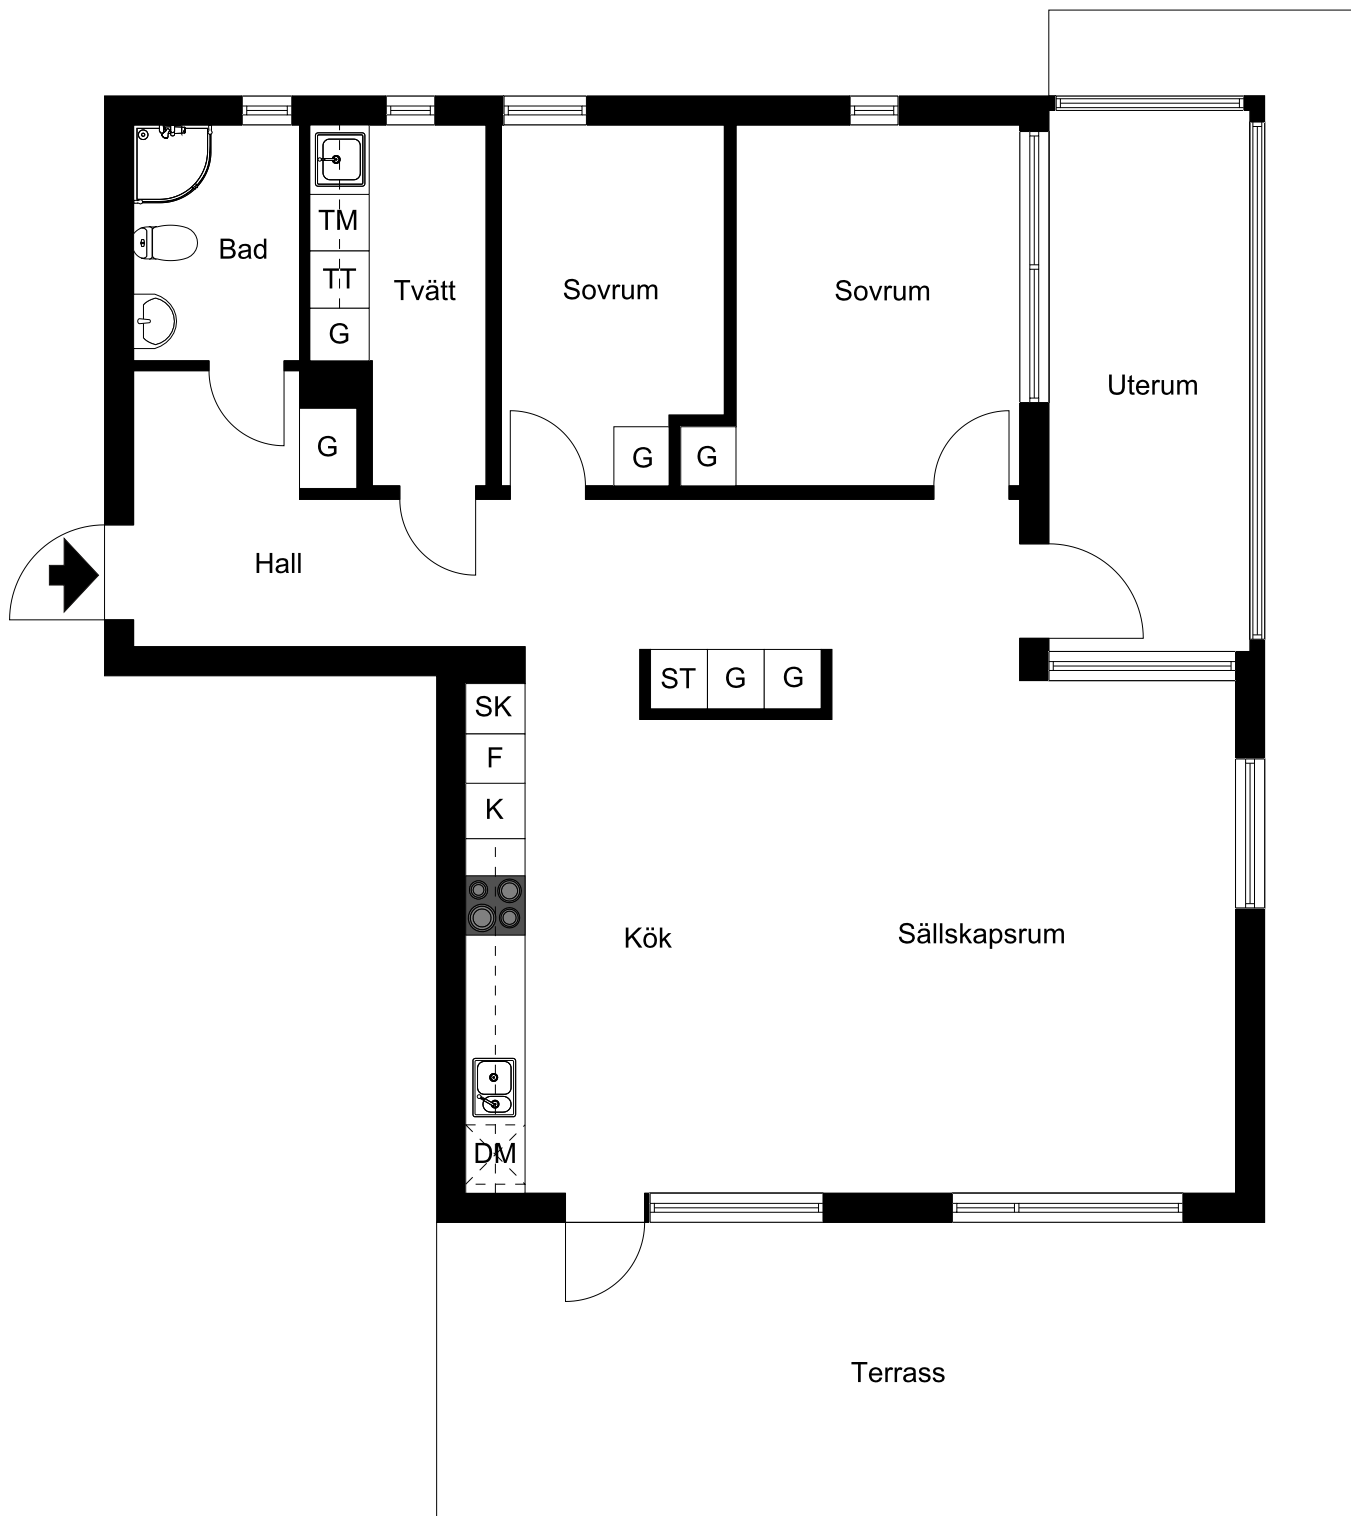 TM
Bad
TT
Tvätt
Sovrum
Sovrum
G
Uterum
G
G
G
Hall
ST
G
G
SK
F
K
Kök
Sällskapsrum
DM
Terrass